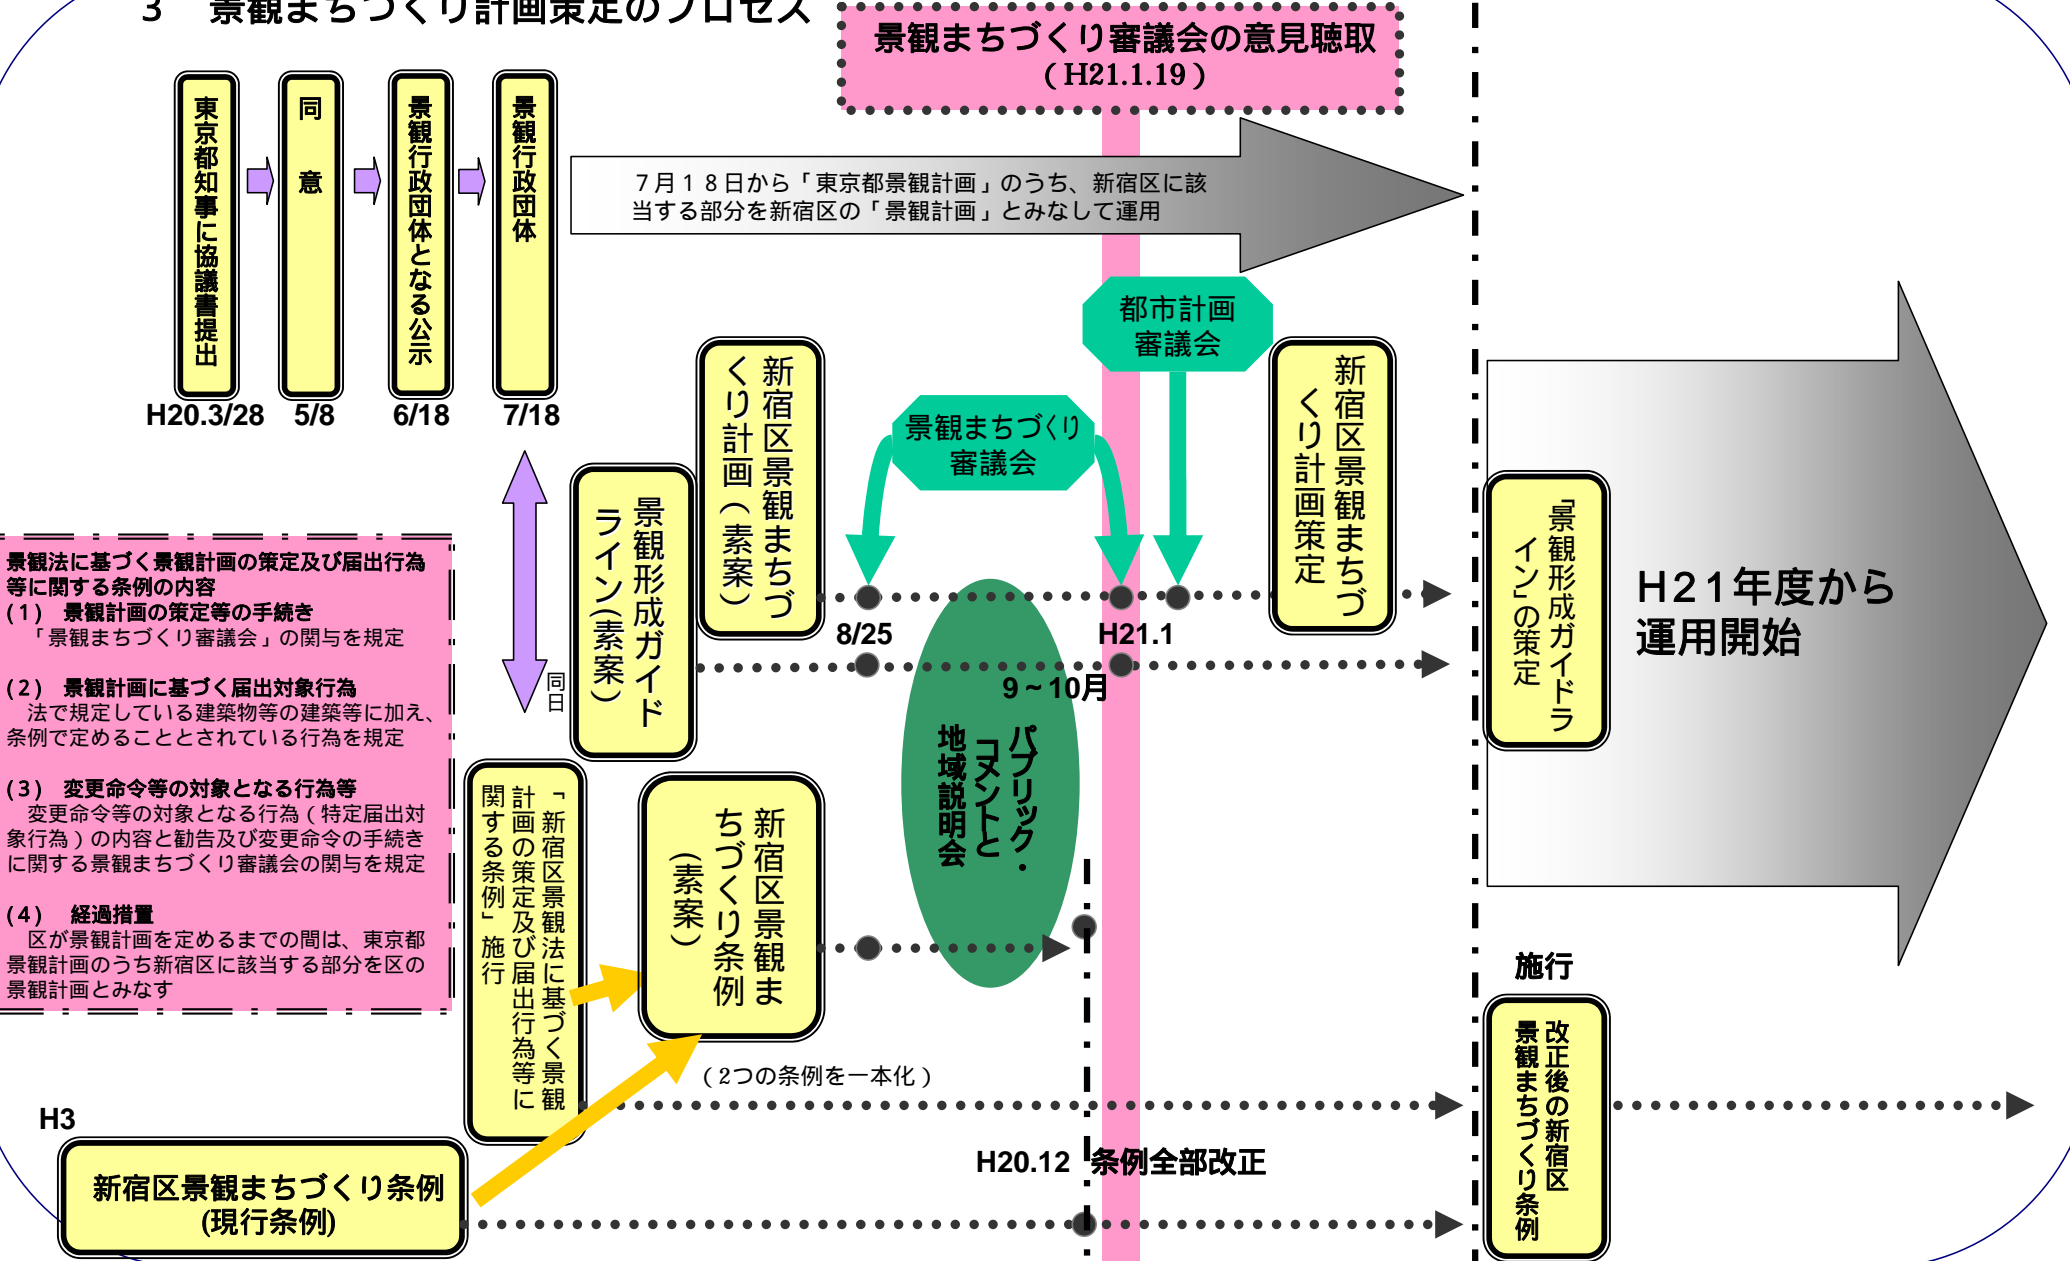 3　景観まちづくり計画策定のプロセス
景観まちづくり審議会の意見聴取
（H21.1.19）
東京都知事に協議書提出
同　意
景観行政団体となる公示
景観行政団体
H20.3/28
5/8
6/18
7/18
７月１８日から「東京都景観計画」のうち、新宿区に該
当する部分を新宿区の「景観計画」とみなして運用
都市計画
審議会
景観まちづくり
審議会
新宿区景観まちづ
くり計画（素案）
景観形成ガイド
ライン(素案)
新宿区景観まちづ
くり計画策定
『景観形成ガイドラ
イン』の策定
H21年度から
運用開始
8/25
H21.1
9～10月
パブリック・
コメントと
地域説明会
同日
景観法に基づく景観計画の策定及び届出行為
等に関する条例の内容
(1)　景観計画の策定等の手続き
「景観まちづくり審議会」の関与を規定
(2)　景観計画に基づく届出対象行為
法で規定している建築物等の建築等に加え、
条例で定めることとされている行為を規定
(3)　変更命令等の対象となる行為等
変更命令等の対象となる行為（特定届出対
象行為）の内容と勧告及び変更命令の手続き
に関する景観まちづくり審議会の関与を規定
(4)　経過措置
区が景観計画を定めるまでの間は、東京都
景観計画のうち新宿区に該当する部分を区の
景観計画とみなす
「新宿区景観法に基づく景観
計画の策定及び届出行為等に
関する条例」施行
新宿区景観ま
ちづくり条例
(素案)
（2つの条例を一本化）
施行
改正後の新宿区
景観まちづくり条例
H3
新宿区景観まちづくり条例
(現行条例)
H20.12　条例全部改正